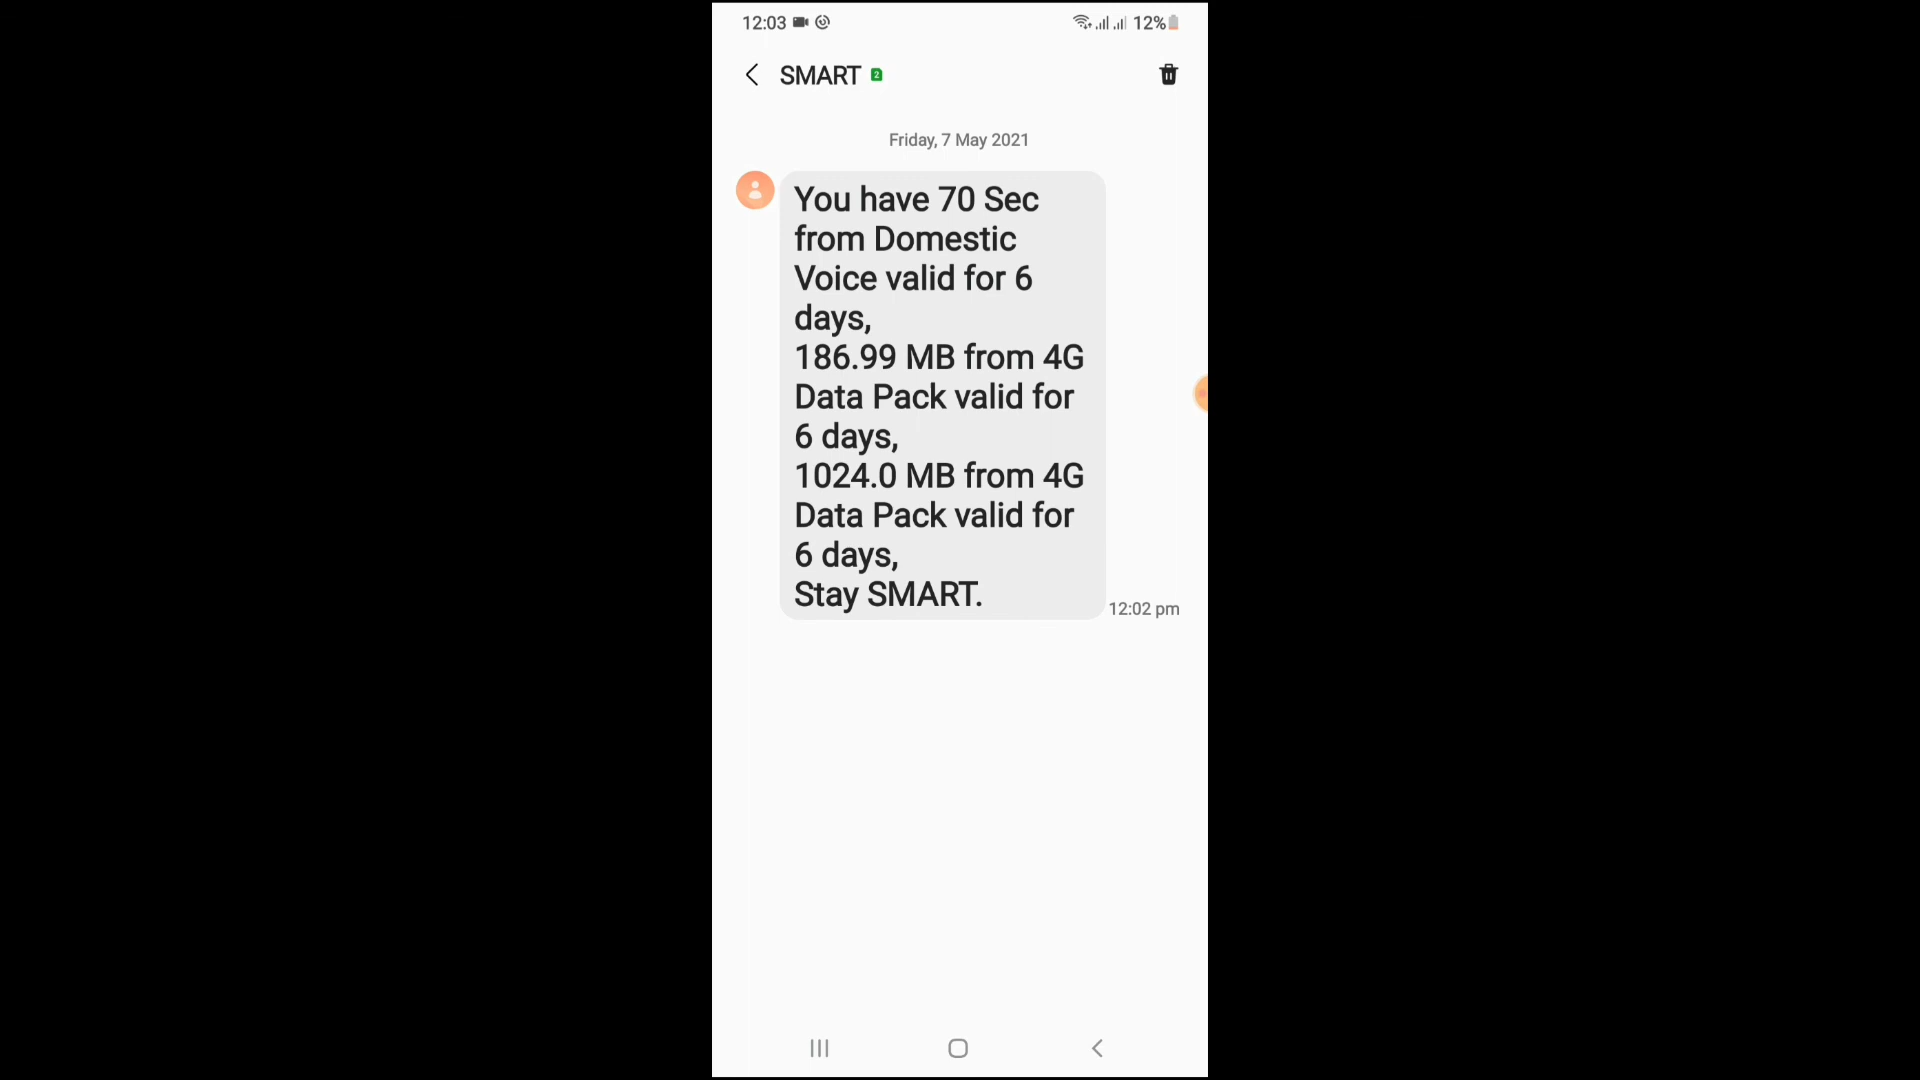 12:03
12%
SMART
2
Friday, 7 May 2021
You have 70 Sec
from Domestic
Voice valid for 6
days,
186.99 MB from 4G
Data Pack valid for
6 days,
1024.0 MB from 4G
Data Pack valid for
6 days,
Stay SMART.
12:02 pm